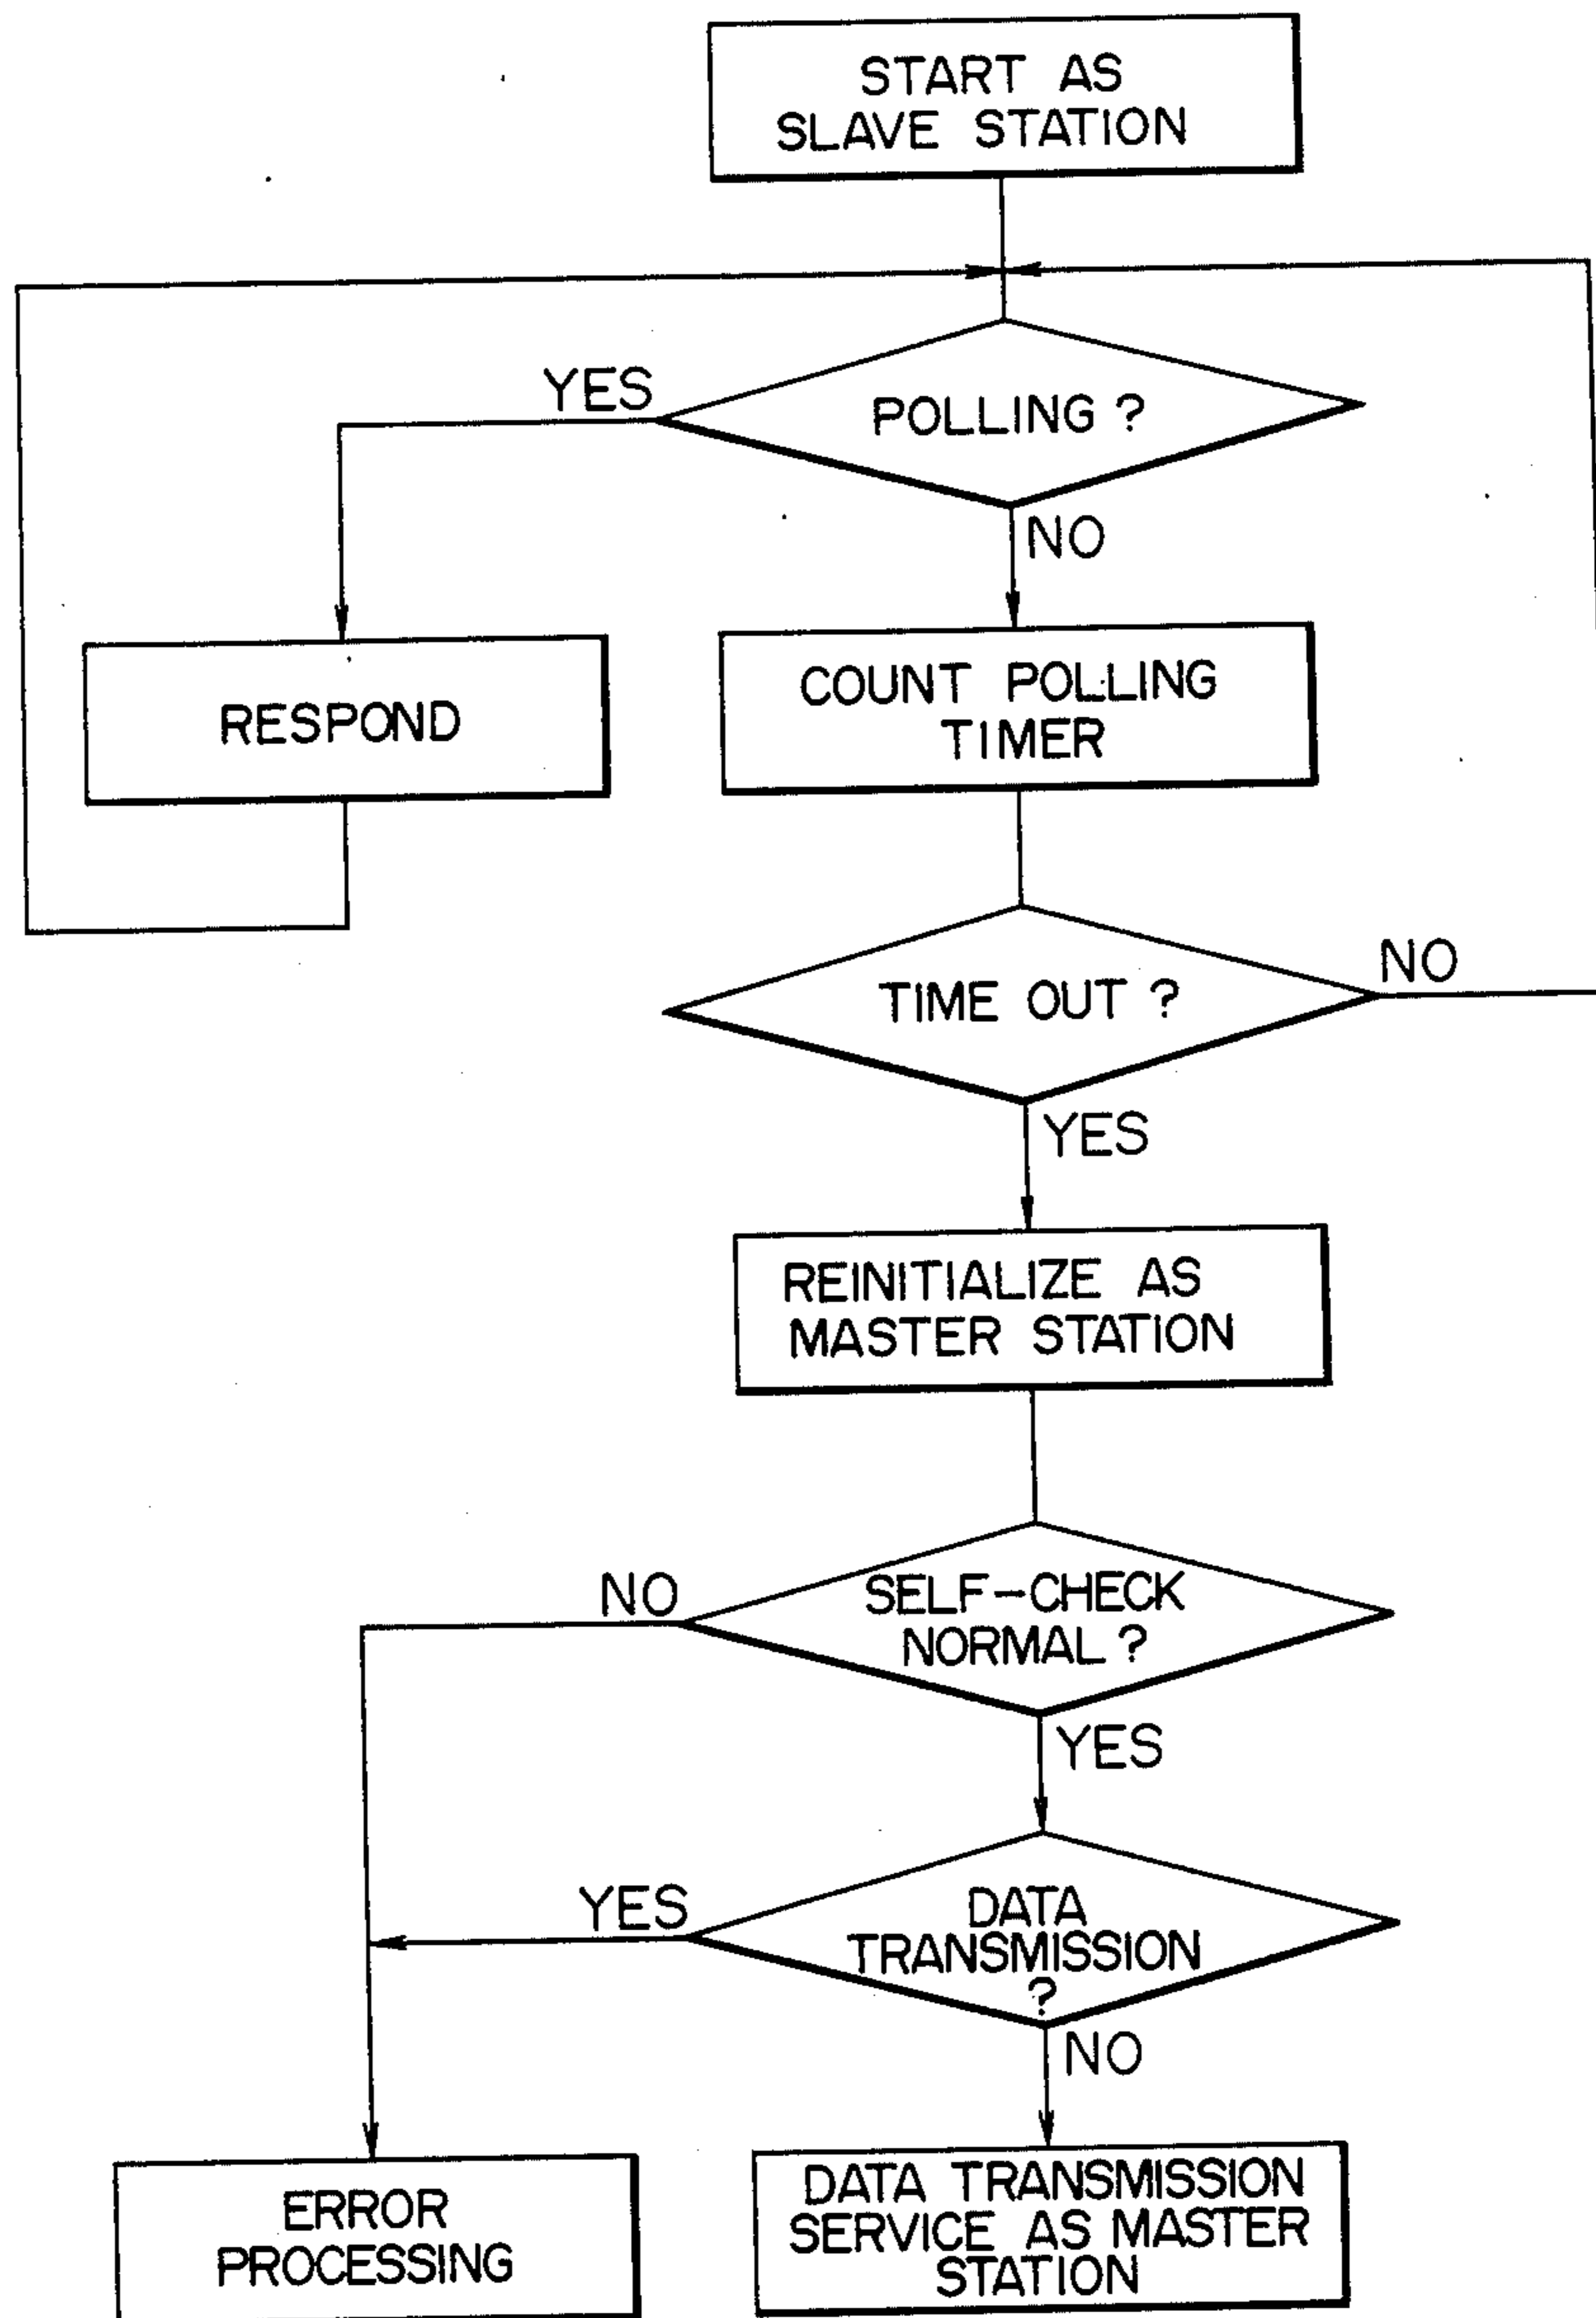 START AS
SLAVE STATION
YES
POLLING ?
NO
RESPOND
COUNT POLLING
TIMER
TIME OUT ?
NO
YES
REINITIALIZE AS
MASTER STATION
NO
SELF-CHECK
NORMAL ?
YES
YES
DATA
TRANSMISSION
?
NO
ERROR
PROCESSING
DATA TRANSMISSION
SERVICE AS MASTER
STATION